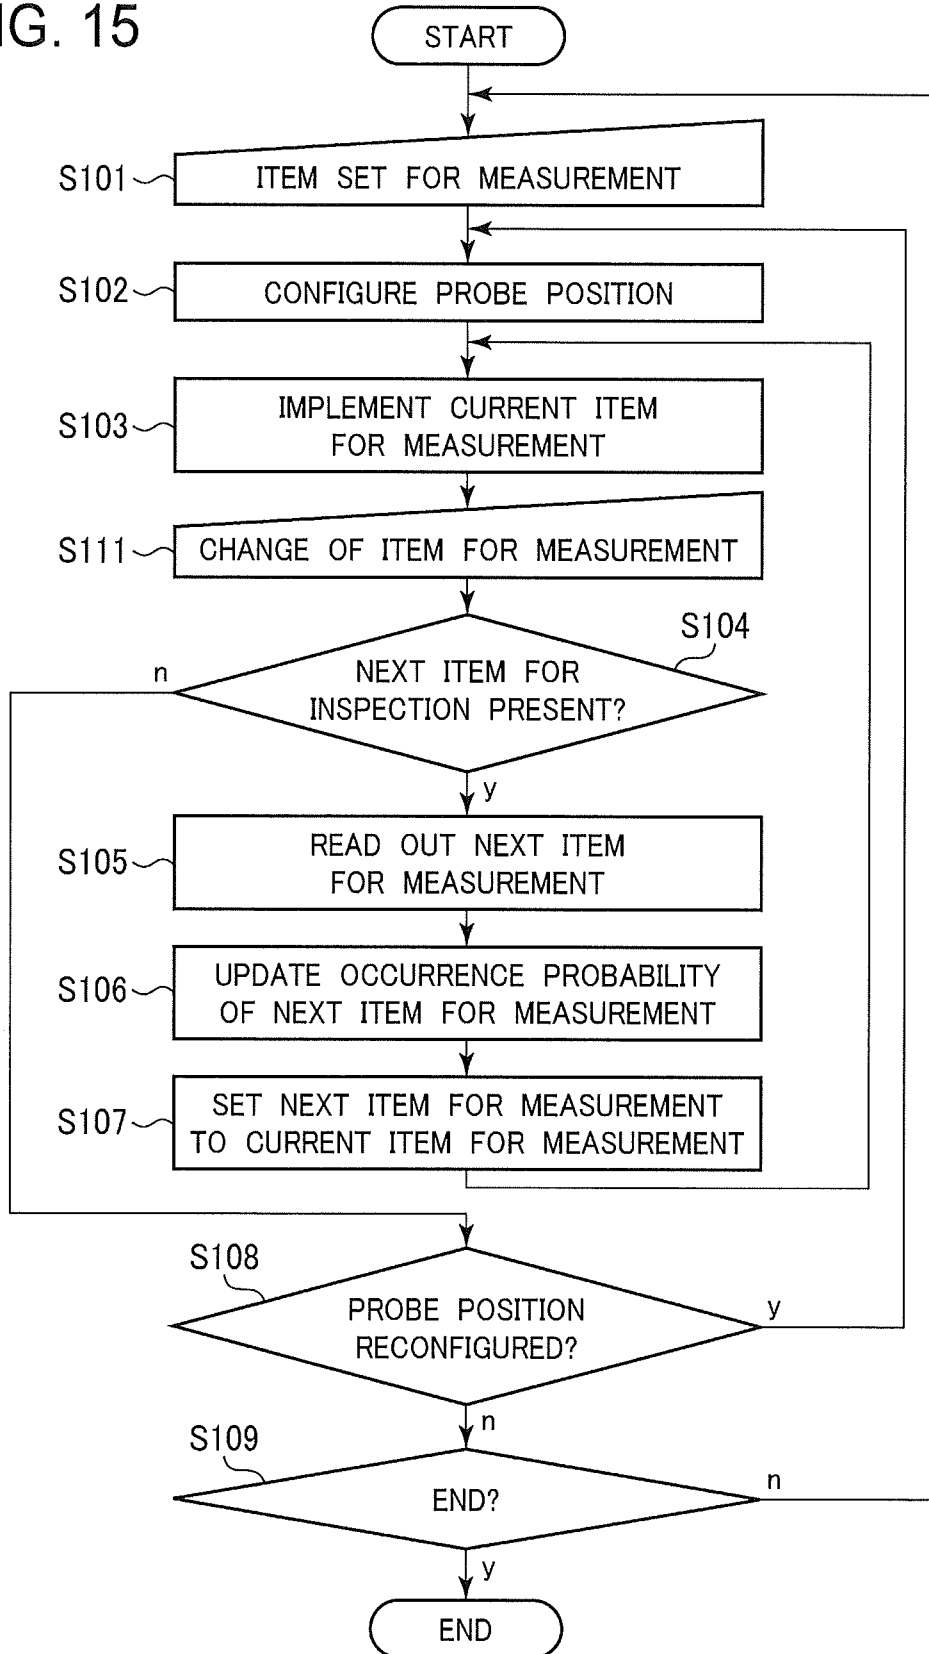 IG. 15
START
S101
ITEM SET FOR MEASUREMENT
S102
CONFIGURE PROBE POSITION
S103
IMPLEMENT CURRENT ITEM
FOR MEASUREMENT
S111
CHANGE OF ITEM FOR MEASUREMENT
S104
n
NEXT ITEM FOR
INSPECTION PRESENT?
y
S105
READ OUT NEXT ITEM
FOR MEASUREMENT
S106
UPDATE OCCURRENCE PROBABILITY
OF NEXT ITEM FOR MEASUREMENT
S107
SET NEXT ITEM FOR MEASUREMENT
TO CURRENT ITEM FOR MEASUREMENT
S108
PROBE POSITION
RECONFIGURED?
y
n
S109
END?
n
y
END